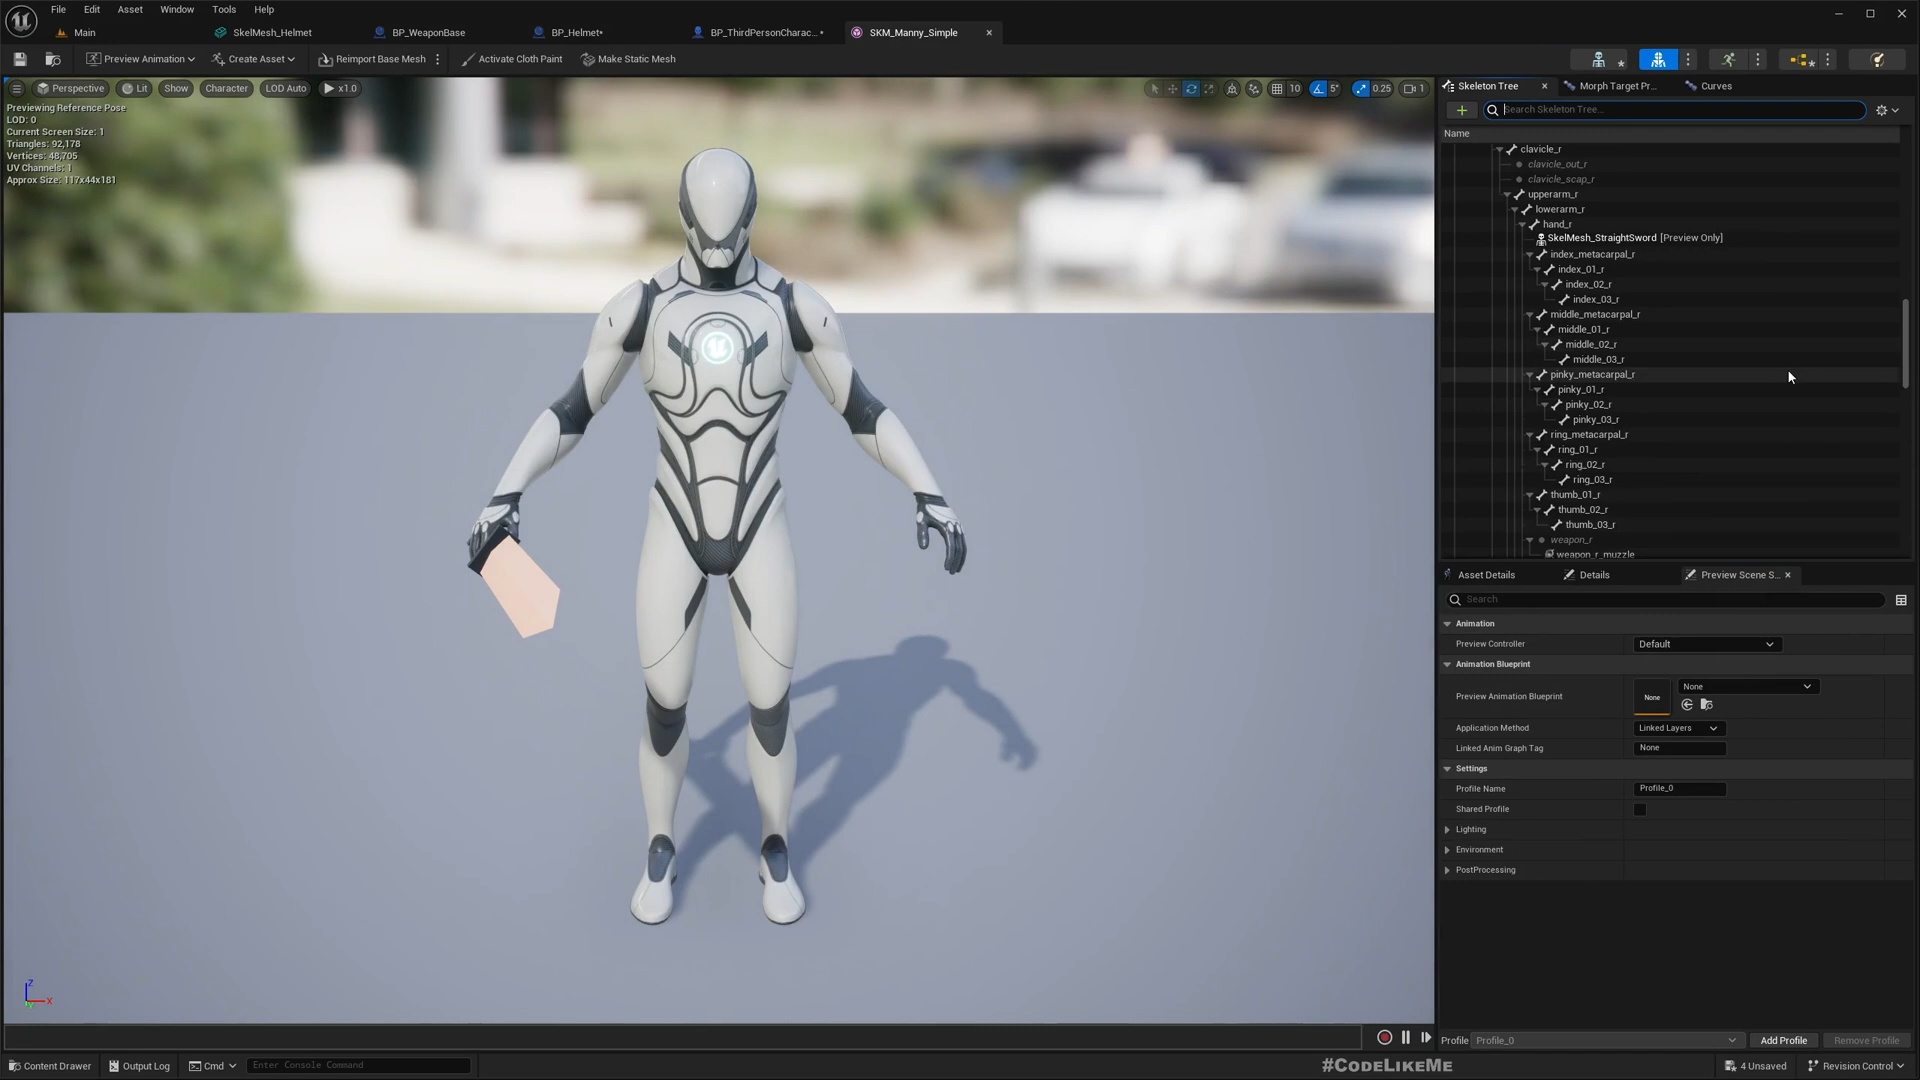 File Edit Asset Window Tools Help
Main SkelMesh_Helmet BP_WeaponBase BP_Helmet* BP_ThirdPersonCharac...* SKM_Manny_Simple
Preview Animation Create Asset Reimport Base Mesh Activate Cloth Paint Make Static Mesh
Perspective Lit Show Character LOD Auto x1.0 10 5° 0.25 1
Previewing Reference Pose
LOD: 0
Current Screen Size: 1
Triangles: 92,178
Vertices: 48,705
UV Channels: 1
Approx Size: 117x44x181
Z
X
Skeleton Tree Morph Target Pr... Curves
Search Skeleton Tree...
Name
clavicle_r
clavicle_out_r
clavicle_scap_r
upperarm_r
lowerarm_r
hand_r
SkelMesh_StraightSword [Preview Only]
index_metacarpal_r
index_01_r
index_02_r
index_03_r
middle_metacarpal_r
middle_01_r
middle_02_r
middle_03_r
pinky_metacarpal_r
pinky_01_r
pinky_02_r
pinky_03_r
ring_metacarpal_r
ring_01_r
ring_02_r
ring_03_r
thumb_01_r
thumb_02_r
thumb_03_r
weapon_r
weapon_r_muzzle
Asset Details Details Preview Scene S...
Search
Animation
Preview Controller Default
Animation Blueprint
Preview Animation Blueprint None None
Application Method Linked Layers
Linked Anim Graph Tag None
Settings
Profile Name Profile_0
Shared Profile
Lighting
Environment
PostProcessing
Profile Profile_0 Add Profile Remove Profile
Content Drawer Output Log Cmd Enter Console Command #CodeLikeMe 4 Unsaved Revision Control